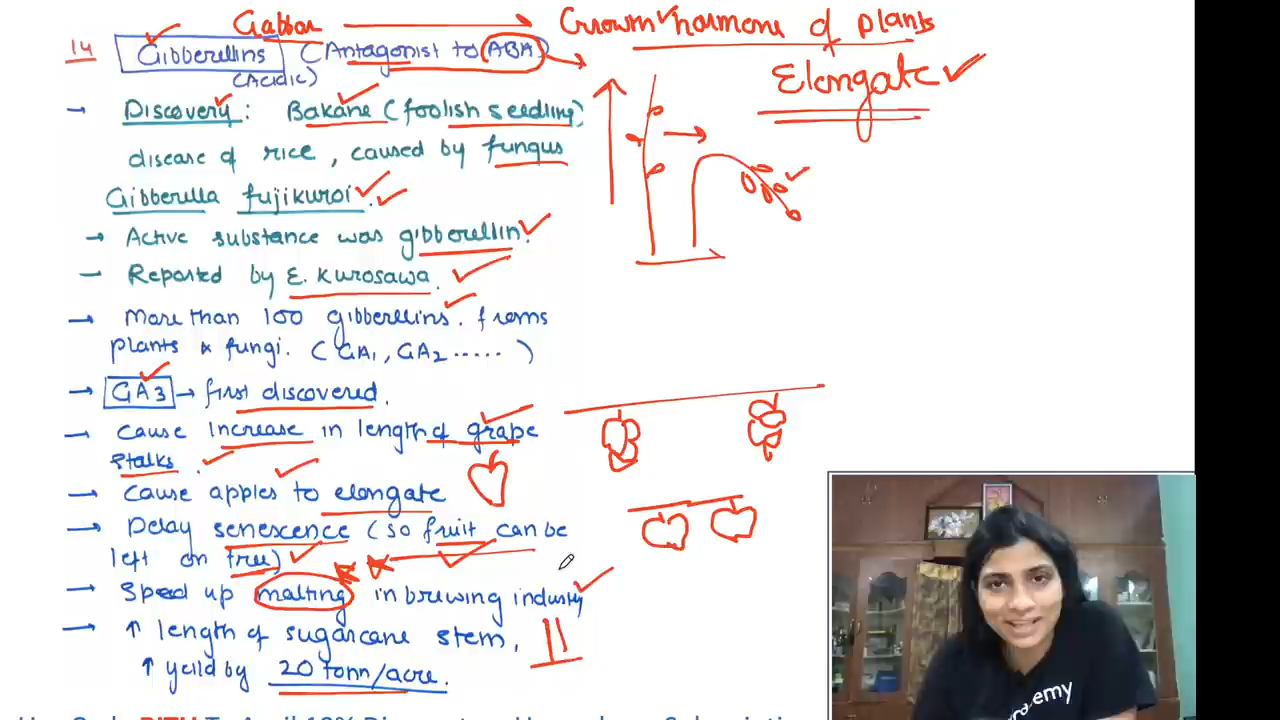 Gabbar → Growth hormone of plants
14 Gibberellins (Antagonist to ABA) →
(Acidic)
Elongate
→ Discovery : Bakane (foolish seedling)
disease of rice, caused by fungus
Gibberella fujikuroi.
→ Active substance was gibberellin.
→ Reported by E. Kurosawa.
→ More than 100 gibberellins. froms
plants & fungi. (GA1, GA2 ..... )
→ GA3 → first discovered.
→ Cause increase in length of grape
stalks.
→ Cause apples to elongate
→ Delay senescence (so fruit can be
left on tree)
→ Speed up malting in brewing industry
→ ↑ length of sugarcane stem,
↑ yeild by 20 tonn/acre.